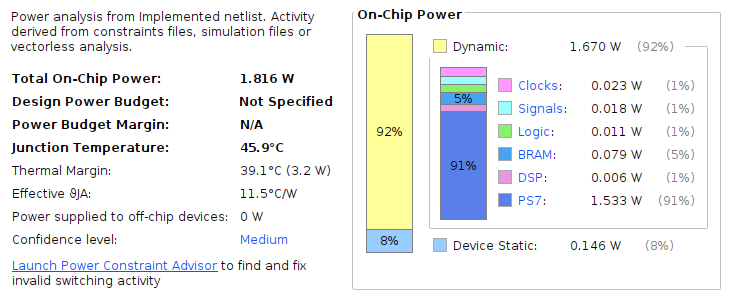 Power analysis from Implemented netlist. Activity
derived from constraints files, simulation files or
vectorless analysis.
Total On-Chip Power: 1.816 W
Design Power Budget: Not Specified
Power Budget Margin: N/A
Junction Temperature: 45.9°C
Thermal Margin: 39.1°C (3.2 W)
Effective ϑJA: 11.5°C/W
Power supplied to off-chip devices: 0 W
Confidence level: Medium
Launch Power Constraint Advisor to find and fix
invalid switching activity
On-Chip Power
92%
8%
Dynamic: 1.670 W (92%)
5%
91%
Clocks: 0.023 W (1%)
Signals: 0.018 W (1%)
Logic: 0.011 W (1%)
BRAM: 0.079 W (5%)
DSP: 0.006 W (1%)
PS7: 1.533 W (91%)
Device Static: 0.146 W (8%)